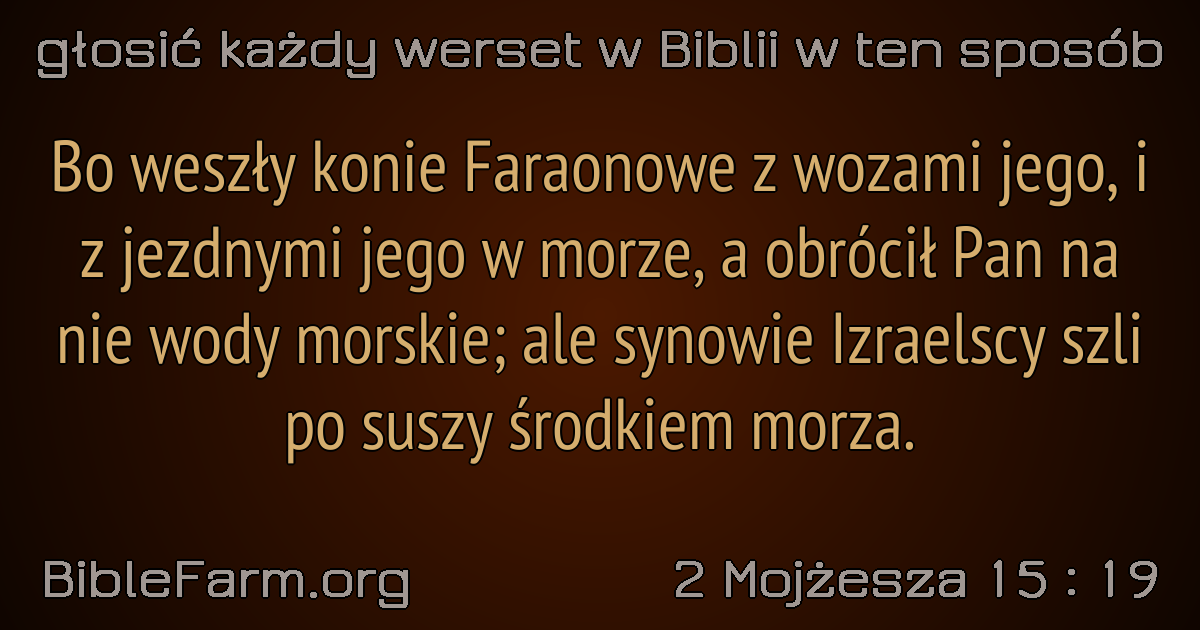 głosić każdy werset w Biblii w ten sposób
Bo weszły konie Faraonowe z wozami jego, i
z jezdnymi jego w morze, a obrócił Pan na
nie wody morskie; ale synowie Izraelscy szli
po suszy środkiem morza.
BibleFarm.org
2 Mojżesza 15 : 19